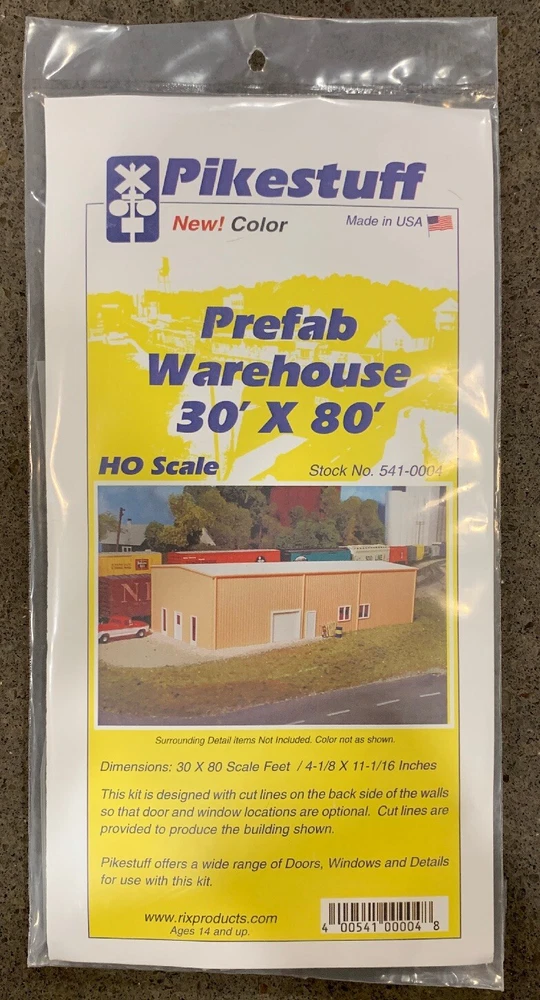 Pikestuff
New! Color
Made in USA
Prefab
Warehouse
30' X 80'
HO Scale
Stock No. 541-0004
Surrounding Detail items Not Included. Color not as shown.
Dimensions: 30 X 80 Scale Feet / 4-1/8 X 11-1/16 Inches
This kit is designed with cut lines on the back side of the walls
so that door and window locations are optional. Cut lines are
provided to produce the building shown.
Pikestuff offers a wide range of Doors, Windows and Details
for use with this kit.
www.rixproducts.com
Ages 14 and up.
4 00541 00004 8